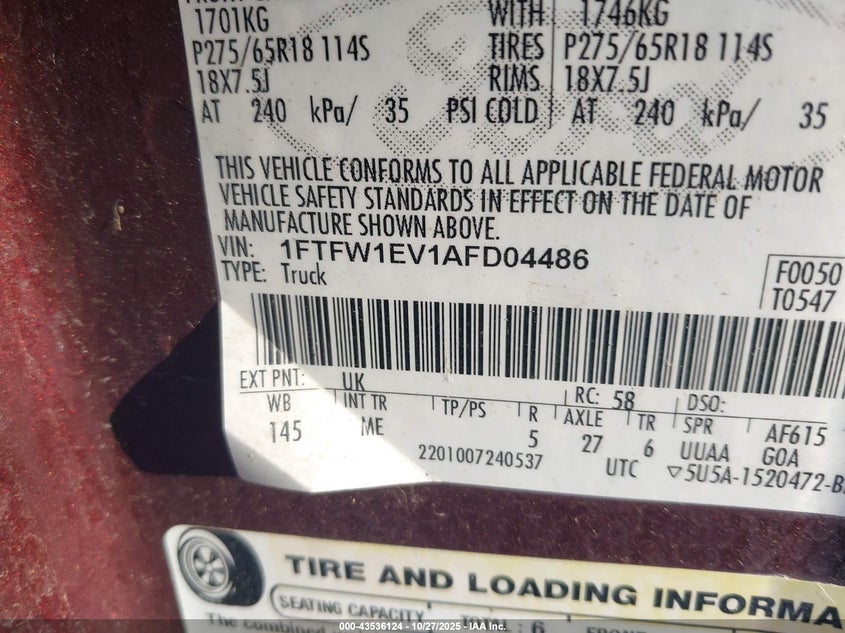 1701KG WITH 1746KG
P275/65R18 114S TIRES P275/65R18 114S
18X7.5J RIMS 18X7.5J
AT 240 kPa/ 35 PSI COLD AT 240 kPa/ 35
THIS VEHICLE CONFORMS TO ALL APPLICABLE FEDERAL MOTOR
VEHICLE SAFETY STANDARDS IN EFFECT ON THE DATE OF
MANUFACTURE SHOWN ABOVE.
VIN: 1FTFW1EV1AFD04486
TYPE: Truck
F0050
T0547
EXT PNT: UK RC: 58 DSO:
WB INT TR TP/PS R AXLE TR SPR AF615
145 ME 5 27 6 UUAA GOA
2201007240537 UTC ▽5U5A-1520472-B
TIRE AND LOADING INFORMA
SEATING CAPACITY : 6
The combined
000-43536124 - 10/27/2025 - IAA Inc.